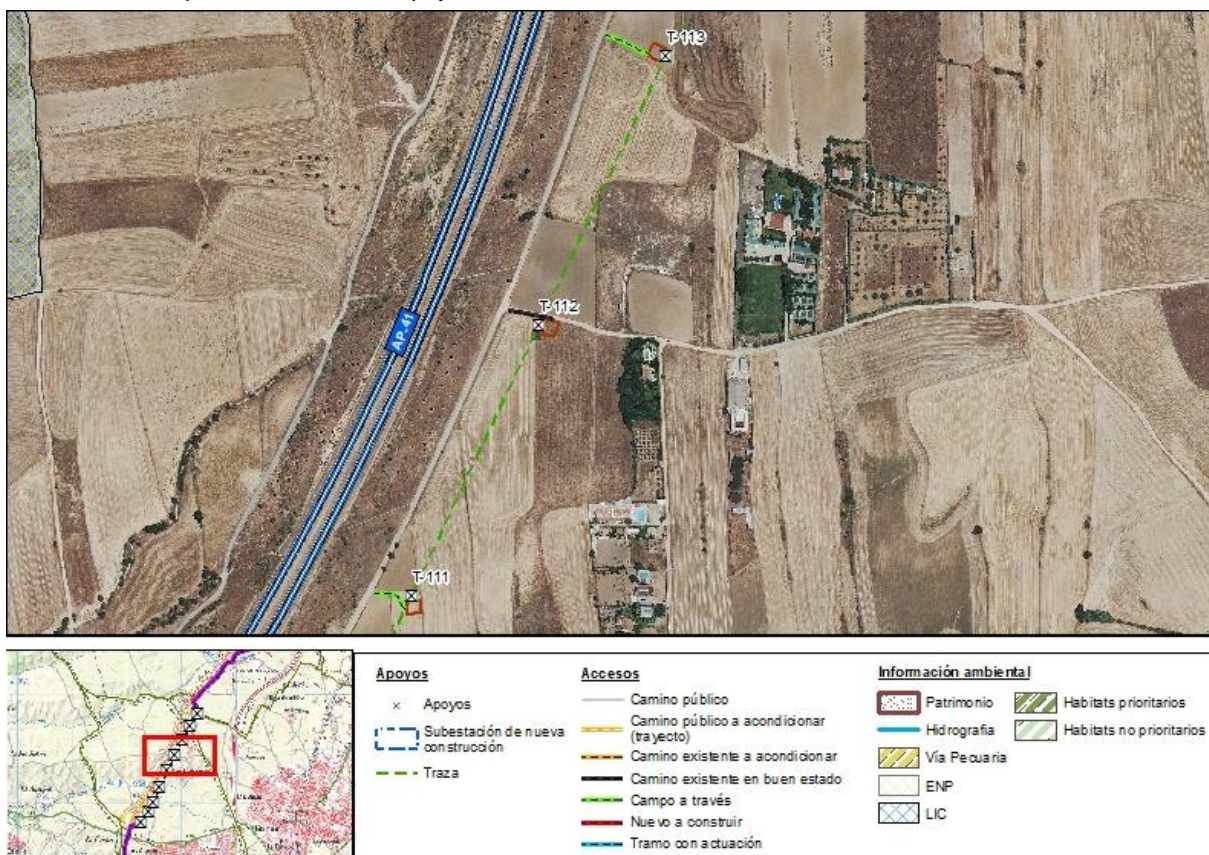 T-113
T-112
AP-41
T-111
Apoyos
Apoyos
Subestación de nueva
construcción
Traza
Accesos
Camino público
Camino público a acondicionar
(trayecto)
Camino existente a acondicionar
Camino existente en buen estado
Campo a través
Nuevo a construir
Tramo con actuación
Información ambiental
Patrimonio
Hidrografia
Vía Pecuaria
ENP
LIC
Habitats prioritarios
Habitats no prioritarios